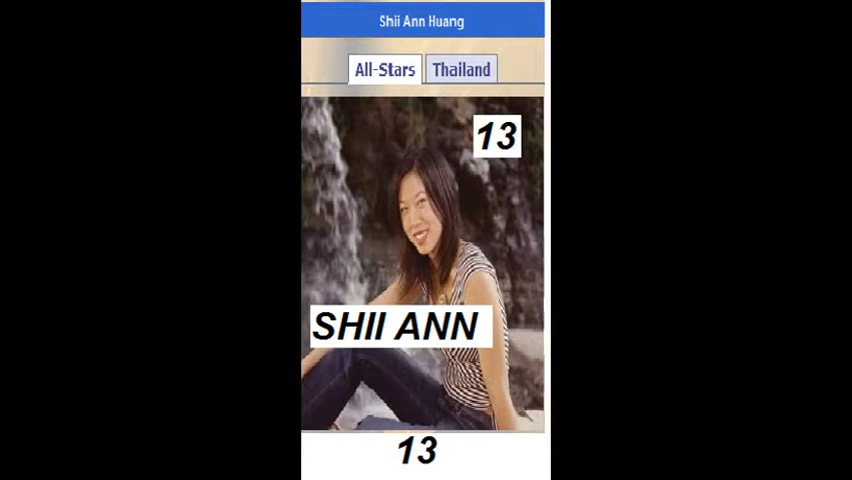 Shii Ann Huang
All-Stars Thailand
13
SHII ANN
13